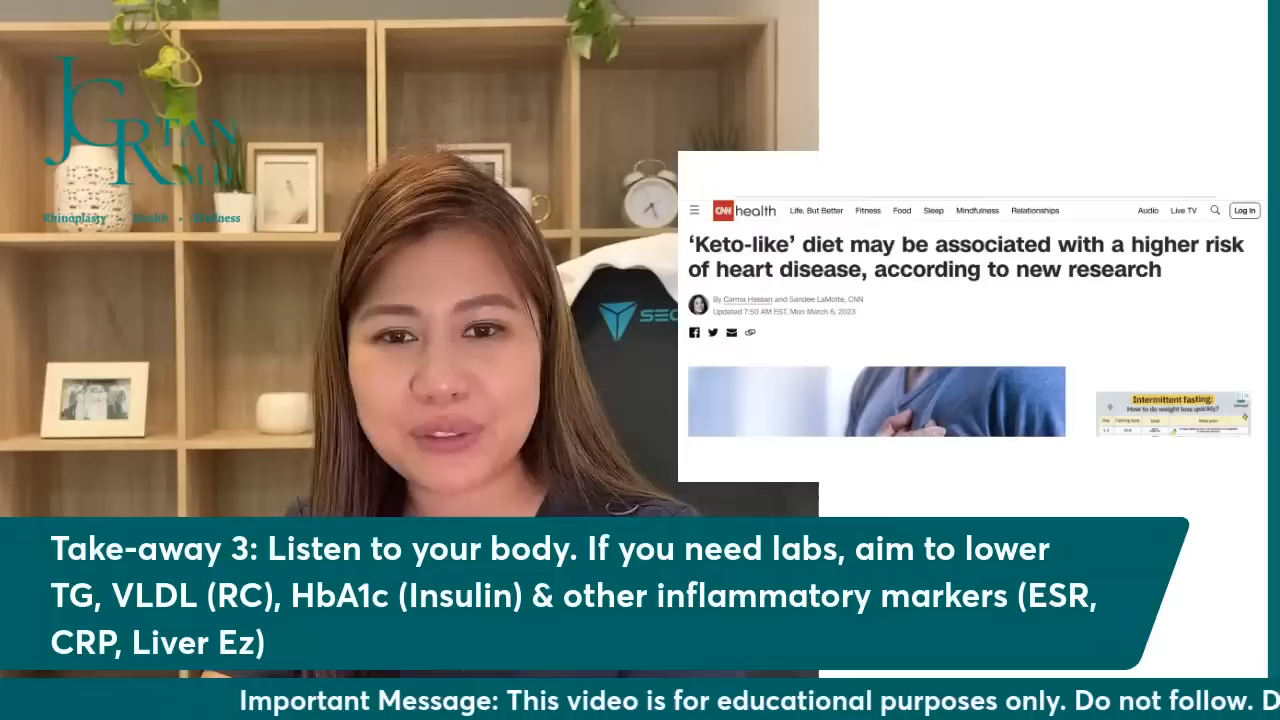 JCR TAN M.D.
Rhinoplasty • Health • Wellness
SEC
CNN health Life, But Better Fitness Food Sleep Mindfulness Relationships Audio Live TV Log In
‘Keto-like’ diet may be associated with a higher risk
of heart disease, according to new research
By Carma Hassan and Sandee LaMotte, CNN
Updated 7:50 AM EST, Mon March 6, 2023
Intermittent fasting:
How to do weight loss quickly?
Take-away 3: Listen to your body. If you need labs, aim to lower
TG, VLDL (RC), HbA1c (Insulin) & other inflammatory markers (ESR,
CRP, Liver Ez)
Important Message: This video is for educational purposes only. Do not follow. D